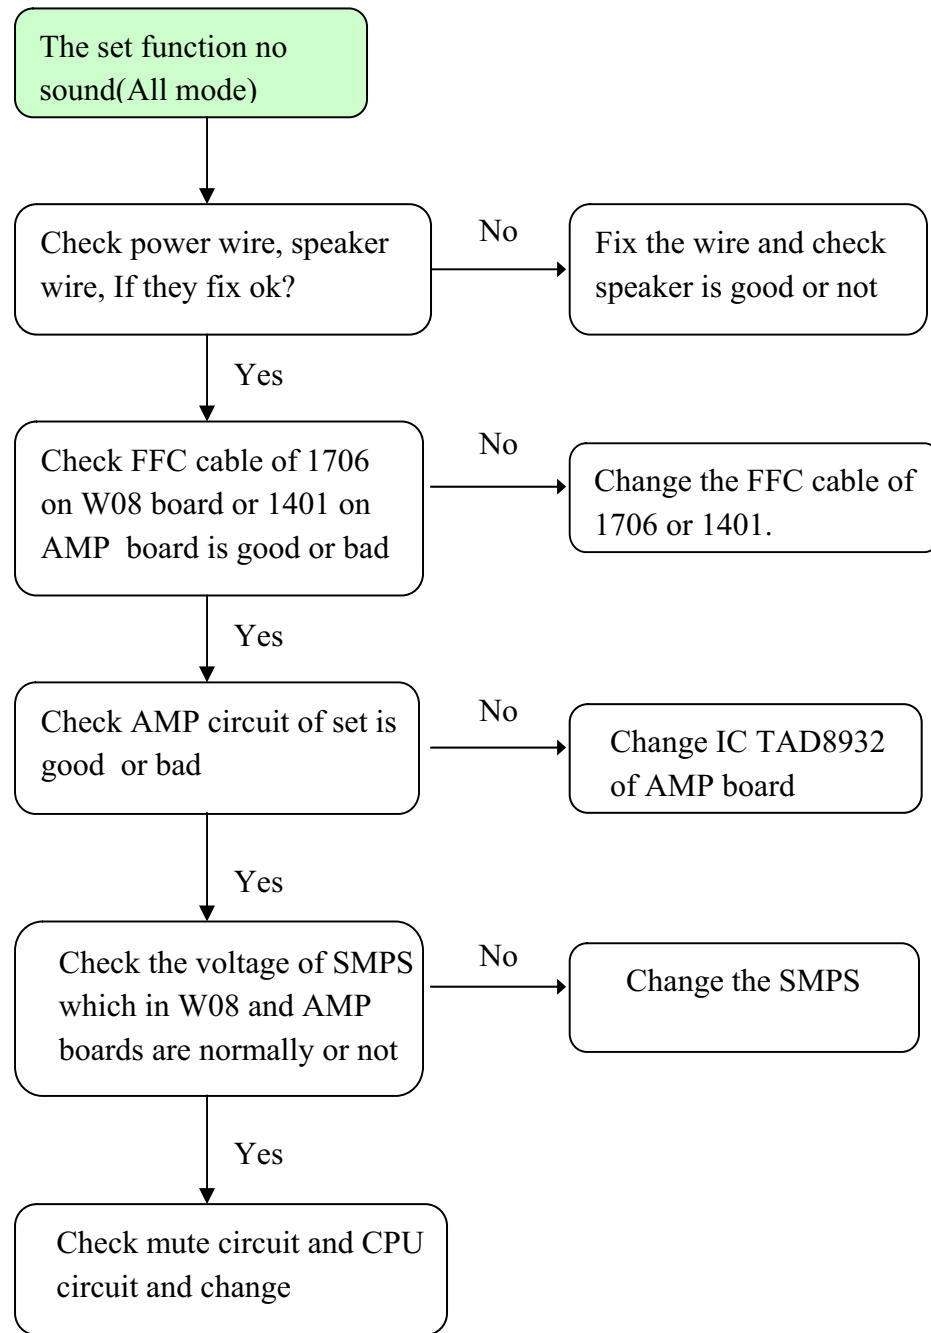 The set function no
sound(All mode)
Check power wire, speaker
wire, If they fix ok?
No
Fix the wire and check
speaker is good or not
Yes
Check FFC cable of 1706
on W08 board or 1401 on
AMP board is good or bad
No
Change the FFC cable of
1706 or 1401.
Yes
Check AMP circuit of set is
good or bad
No
Change IC TAD8932
of AMP board
Yes
Check the voltage of SMPS
which in W08 and AMP
boards are normally or not
No
Change the SMPS
Yes
Check mute circuit and CPU
circuit and change